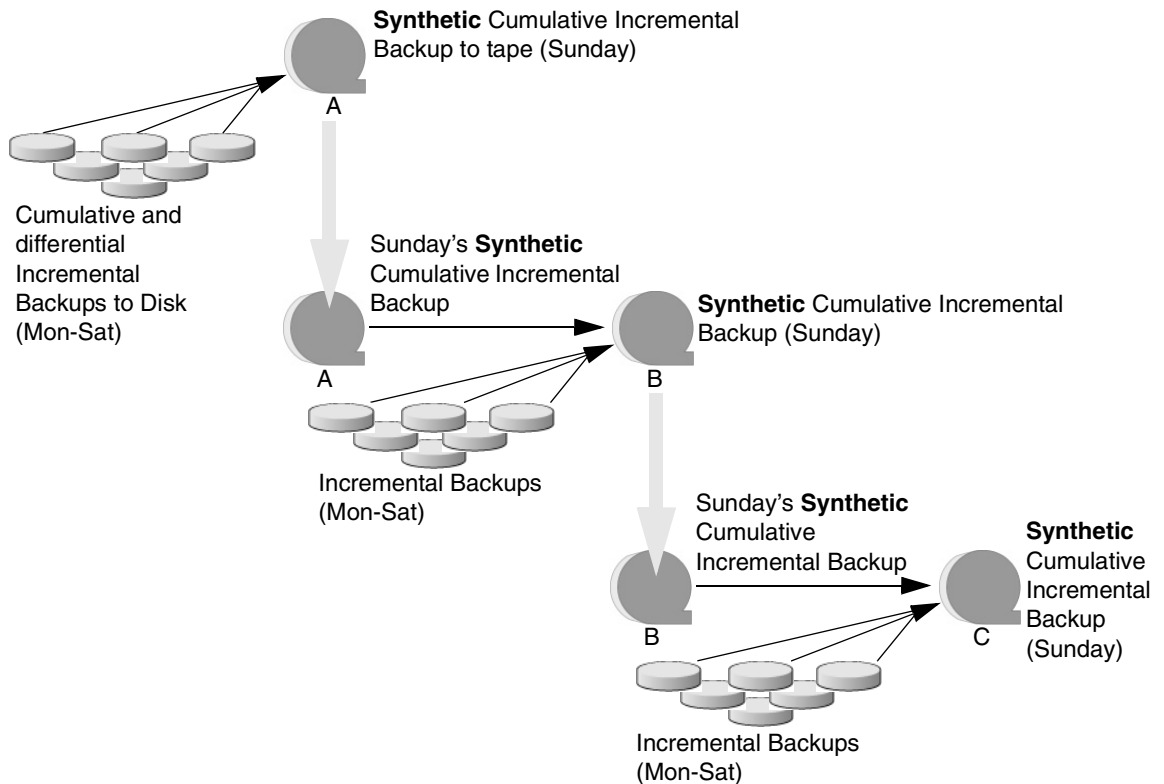 Synthetic Cumulative Incremental
Backup to tape (Sunday)
A
Cumulative and
differential
Incremental
Backups to Disk
(Mon-Sat)
Sunday's Synthetic
Cumulative Incremental
Backup
A
Synthetic Cumulative Incremental
Backup (Sunday)
B
Incremental Backups
(Mon-Sat)
Sunday's Synthetic
Cumulative
Incremental Backup
B
Synthetic
Cumulative
Incremental
Backup
(Sunday)
C
Incremental Backups
(Mon-Sat)